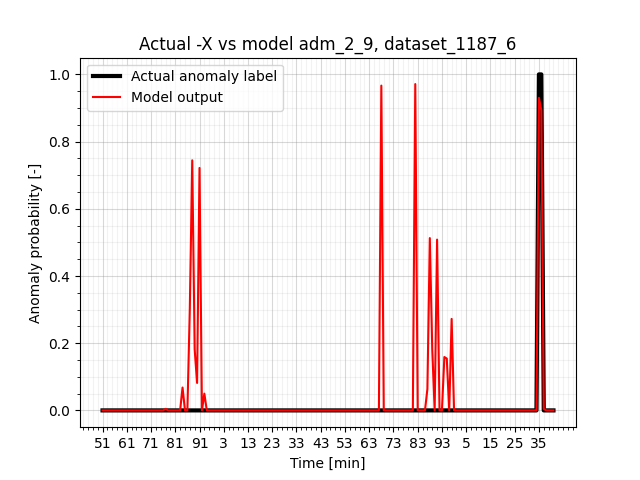 Actual -X vs model adm_2_9, dataset_1187_6
Actual anomaly label
Model output
Anomaly probability [-]
1.0
0.8
0.6
0.4
0.2
0.0
51 61 71 81 91 3 13 23 33 43 53 63 73 83 93 5 15 25 35
Time [min]